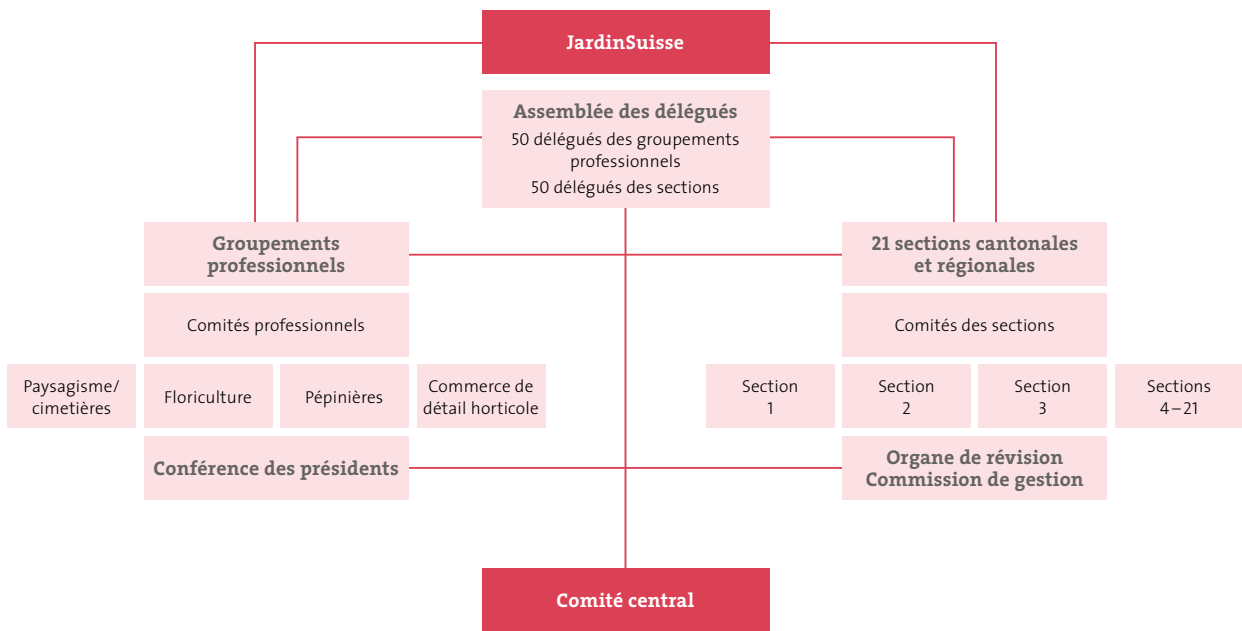 JardinSuisse
Assemblée des délégués
50 délégués des groupements
professionnels
50 délégués des sections
Groupements
professionnels
21 sections cantonales
et régionales
Comités professionnels
Comités des sections
Paysagisme/
cimetières
Floriculture
Pépinières
Commerce de
détail horticole
Section
1
Section
2
Section
3
Sections
4–21
Conférence des présidents
Organe de révision
Commission de gestion
Comité central